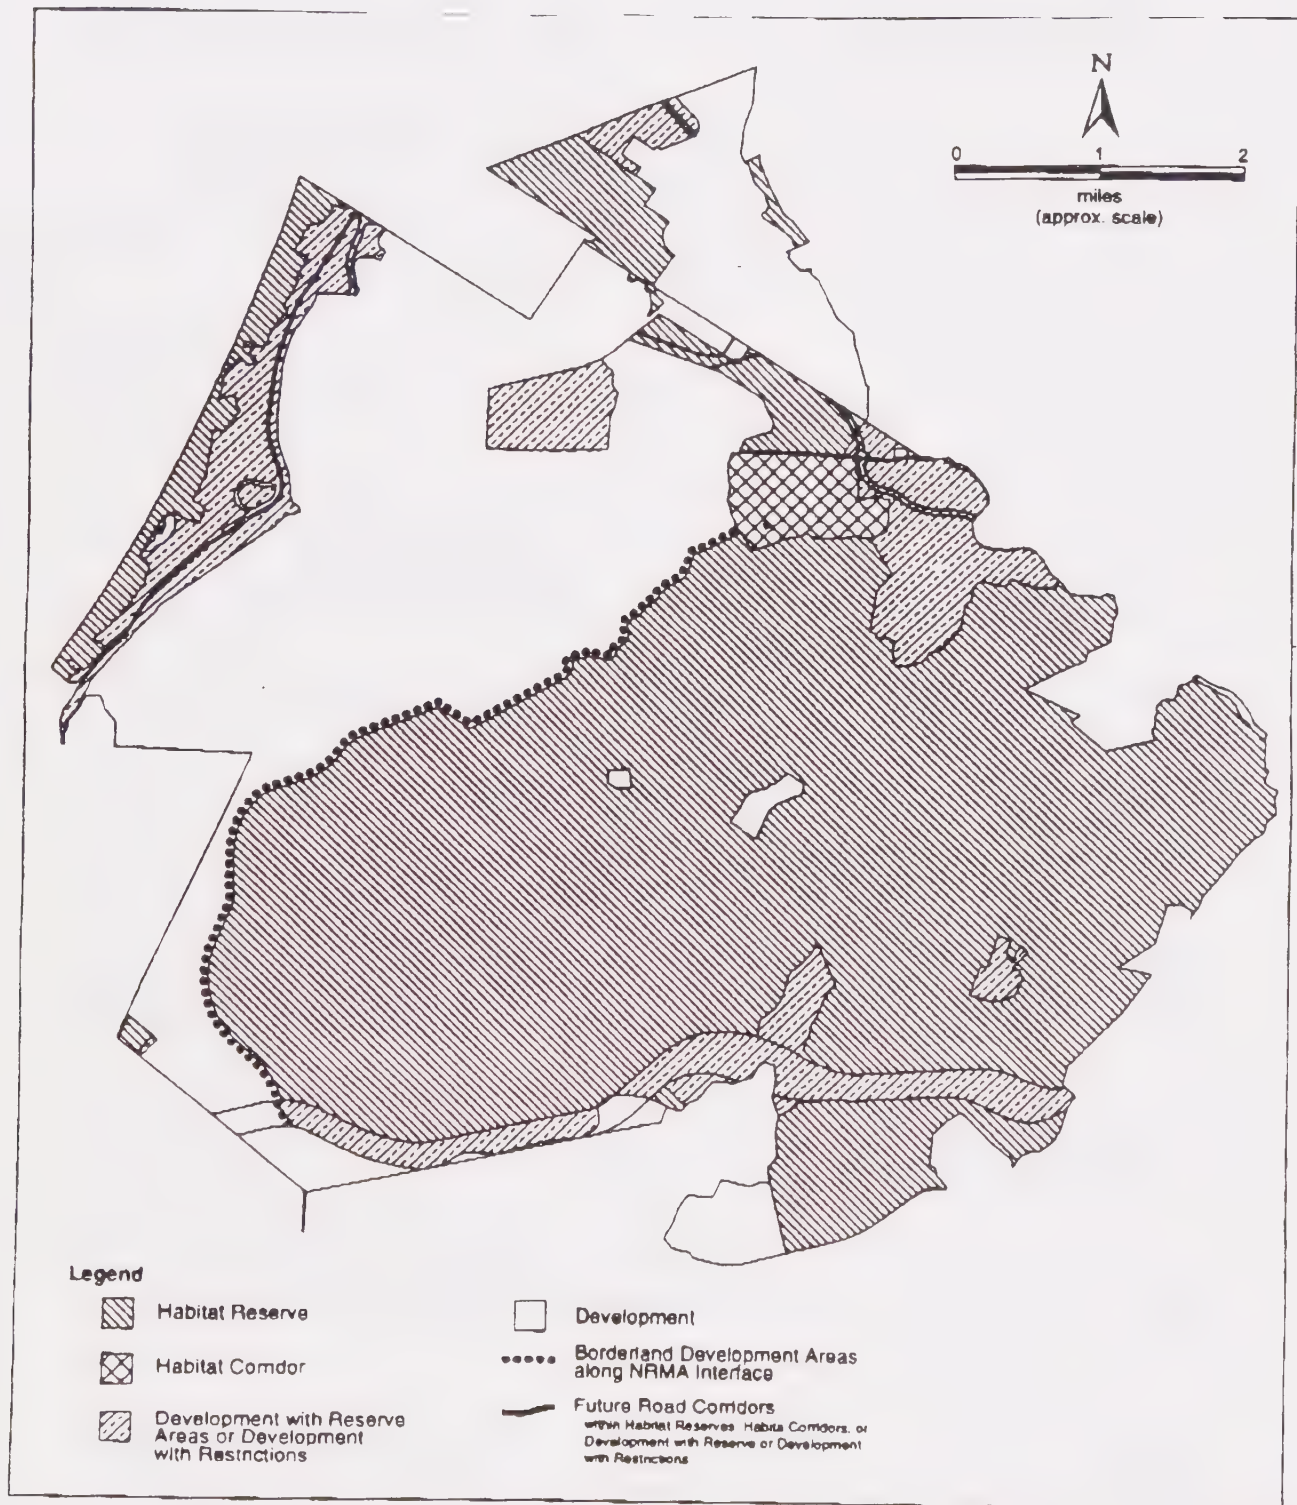 N
0 1 2
miles
(approx. scale)
Legend
Habitat Reserve
Habitat Corridor
Development with Reserve
Areas or Development
with Restrictions
Development
Borderland Development Areas
along NRMA Interface
Future Road Corridors
within Habitat Reserves, Habitat Corridors, or
Development with Reserve or Development
with Restrictions